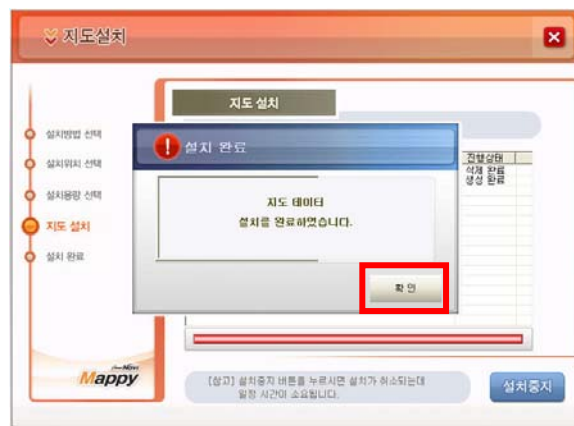 지도설치
설치방법 선택
설치위치 선택
설치용량 선택
지도 설치
설치 완료
지도 설치
진행상태
삭제 완료
생성 완료
설치 완료
지도 데이터
설치를 완료하였습니다.
확인
Mappy
[참고] 설치중지 버튼을 누르시면 설치가 취소되는데
일정 시간이 소요됩니다.
설치중지